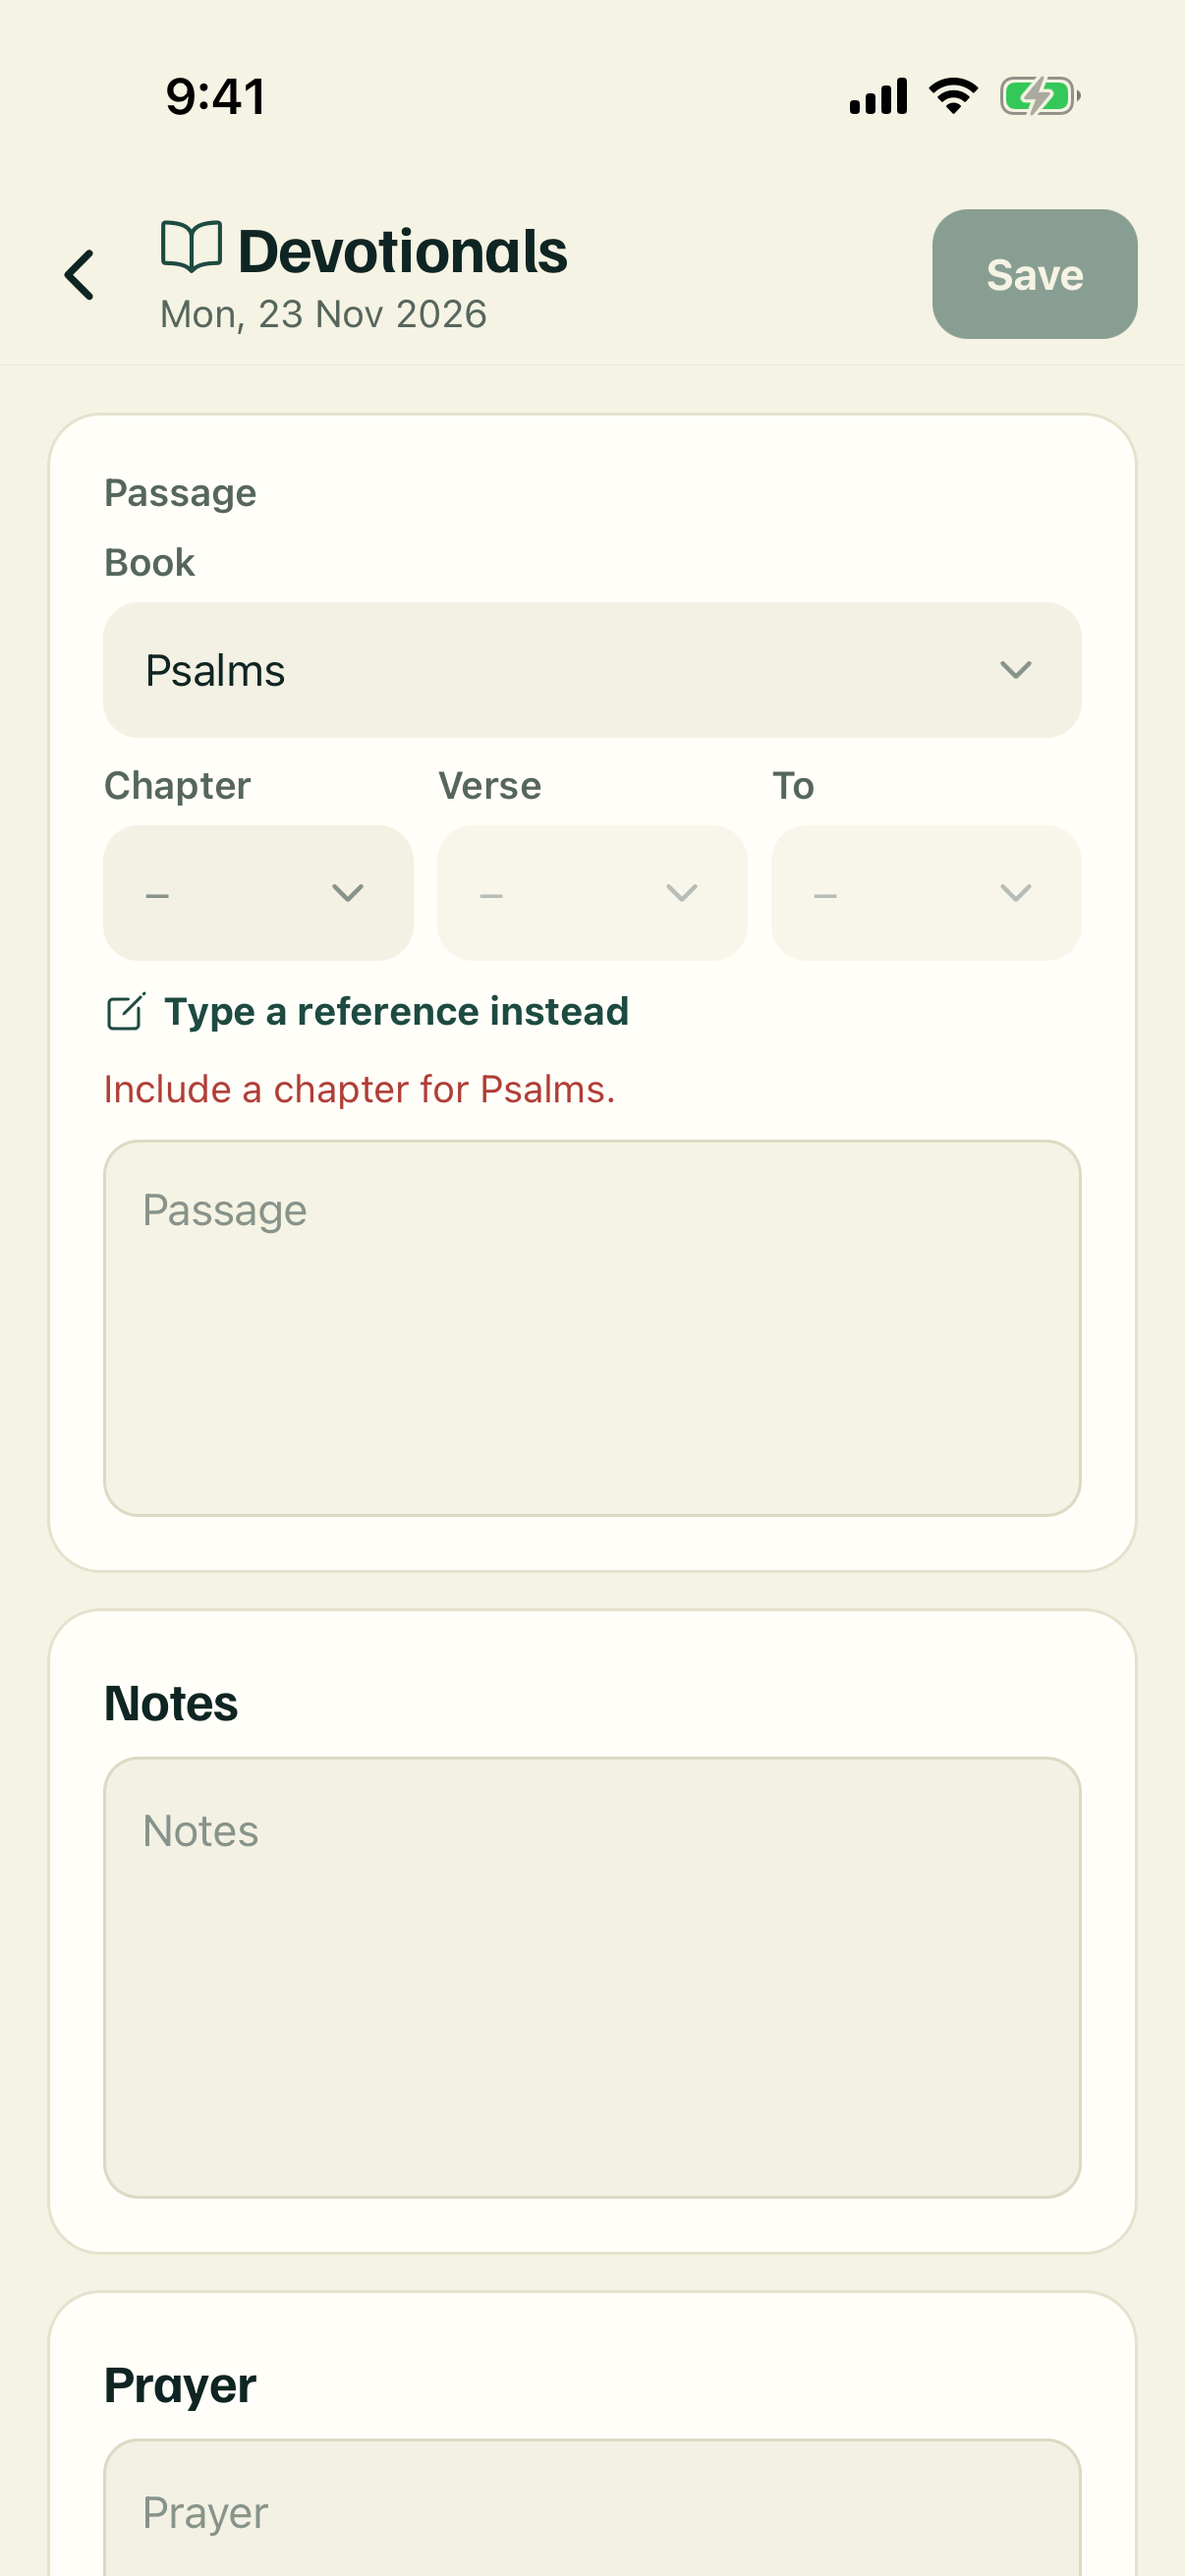 9:41
Devotionals
Mon, 23 Nov 2026
Save
Passage
Book
Psalms
Chapter Verse To
– – –
Type a reference instead
Include a chapter for Psalms.
Passage
Notes
Notes
Prayer
Prayer